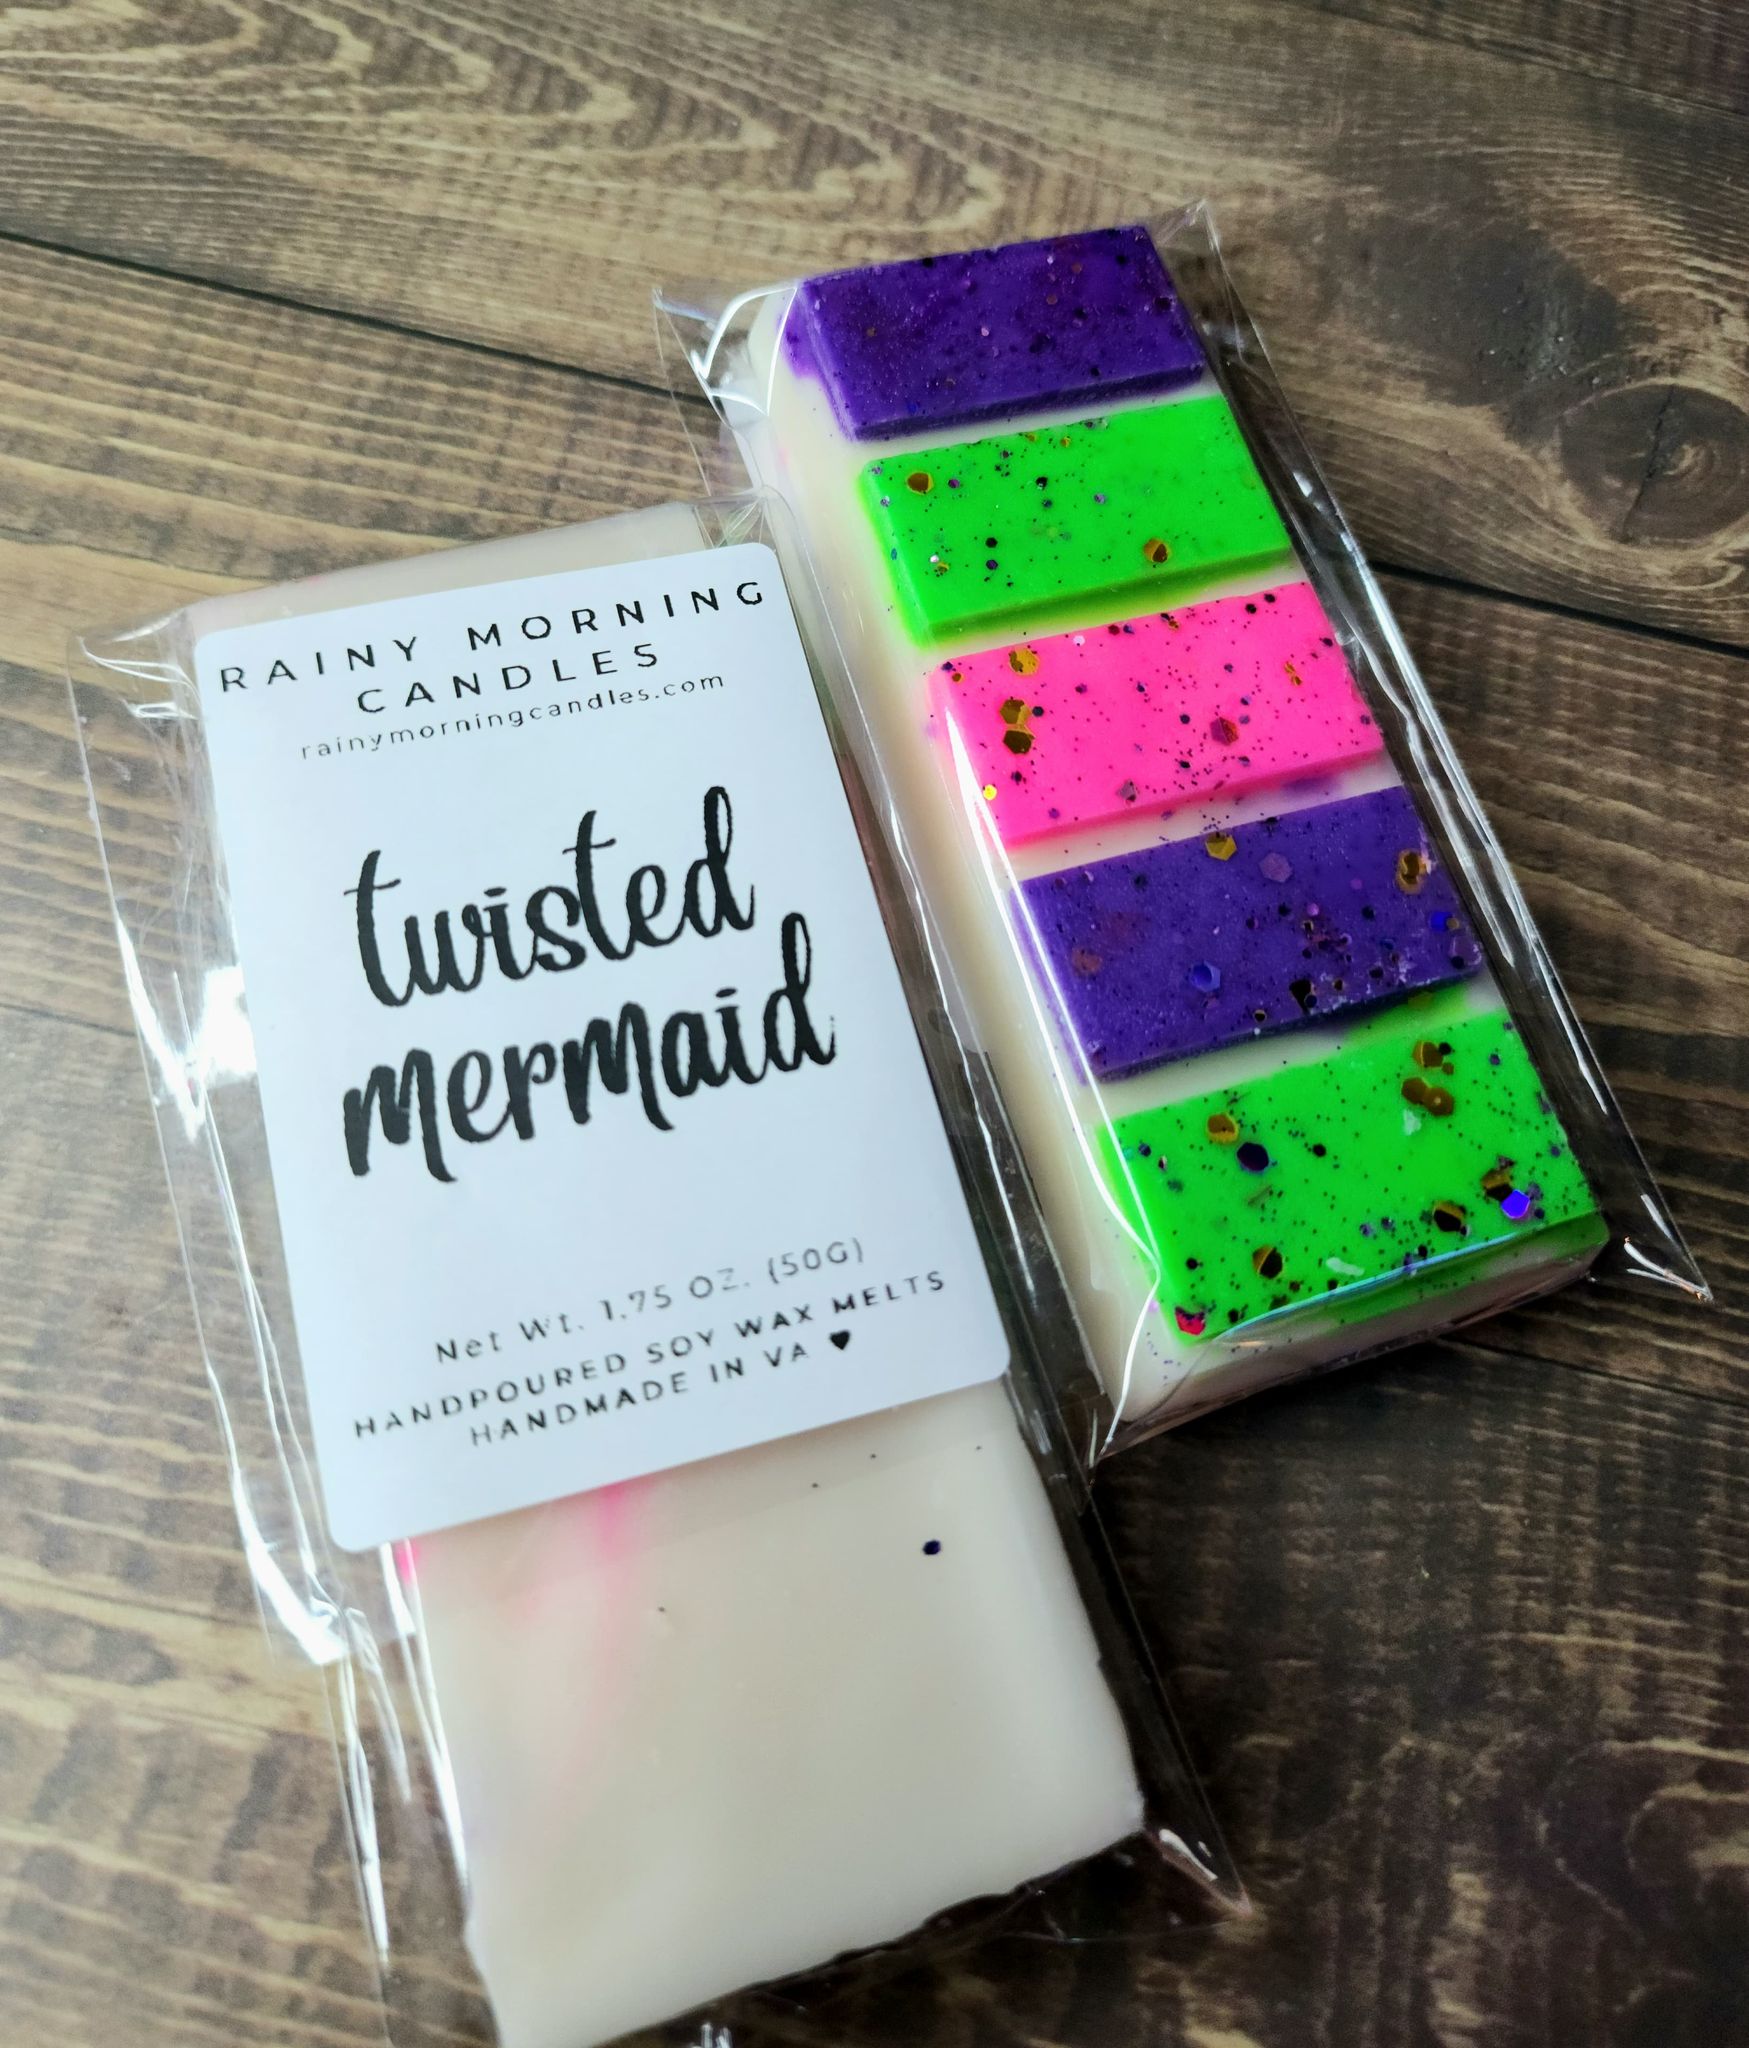 RAINY MORNING
CANDLES
rainymorningcandles.com
twisted
mermaid
Net Wt. 1.75 OZ. (50G)
HANDPOURED SOY WAX MELTS
HANDMADE IN VA ♥